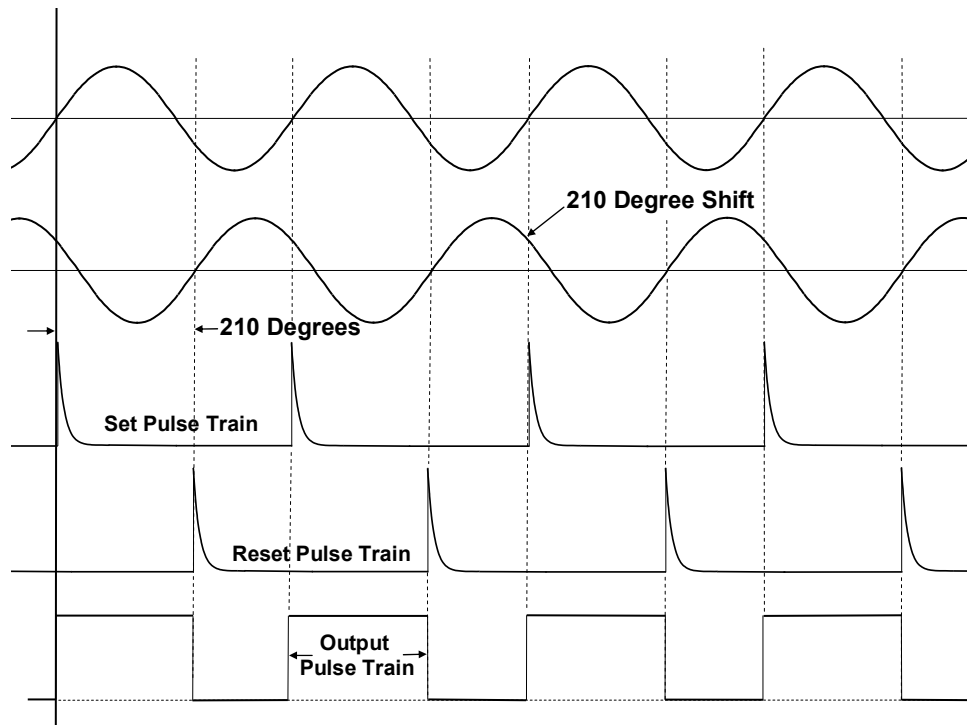 210 Degree Shift
210 Degrees
Set Pulse Train
Reset Pulse Train
Output
Pulse Train